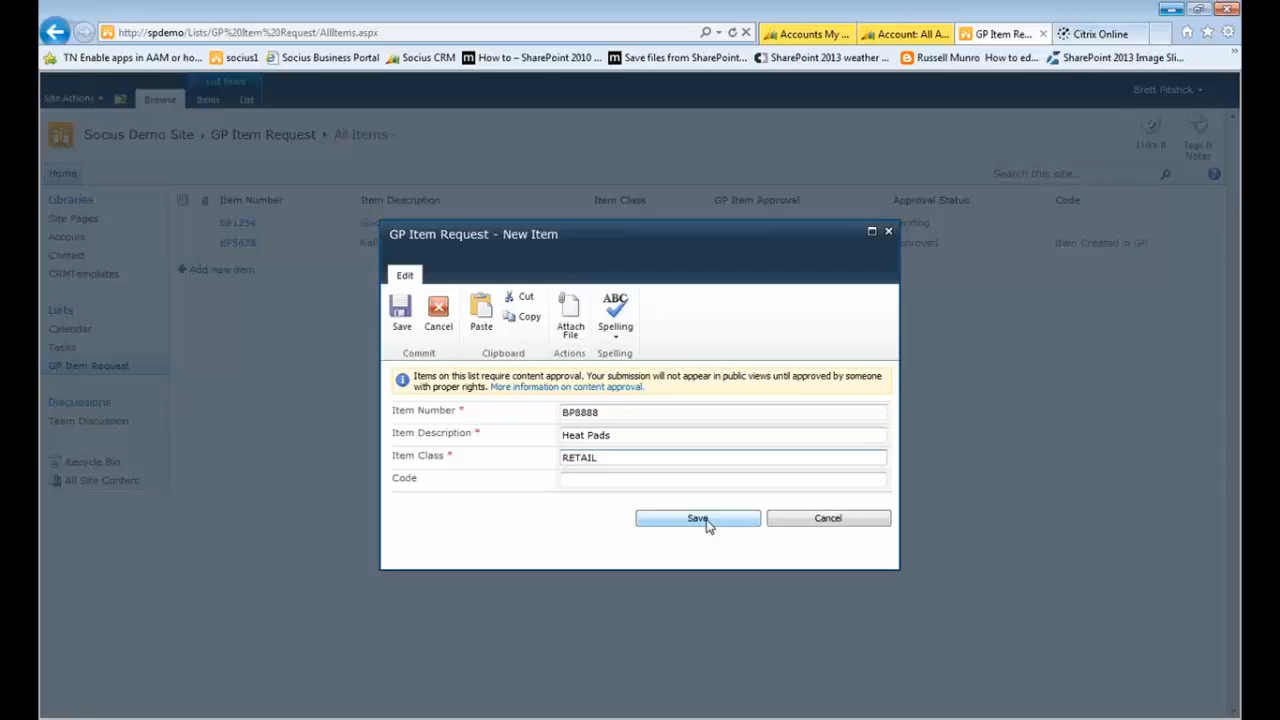 http://spdemo/Lists/GP%20Item%20Request/AllItems.aspx
Accounts My ...
Account: All A...
GP Item Re...
Citrix Online
TN Enable apps in AAM or ho...
socius1
Socius Business Portal
Socius CRM
How to – SharePoint 2010 ...
Save files from SharePoint...
SharePoint 2013 weather ...
Russell Munro How to ed...
SharePoint 2013 Image Sli...
List Tools
Site Actions
Browse
Items
List
Brett Pitstick
Socius Demo Site › GP Item Request › All Items
I Like It
Tags & Notes
Home
Search this site...
Libraries
Site Pages
Account
Contact
CRMTemplates
Lists
Calendar
Tasks
GP Item Request
Discussions
Team Discussion
Recycle Bin
All Site Content
Item Number
Item Description
Item Class
GP Item Approval
Approval Status
Code
BP1234
BP5678
Item Created in GP
Add new item
GP Item Request - New Item
Edit
Save
Cancel
Paste
Cut
Copy
Attach File
ABC
Spelling
Commit
Clipboard
Actions
Spelling
Items on this list require content approval. Your submission will not appear in public views until approved by someone
with proper rights. More information on content approval.
Item Number *
BP8888
Item Description *
Heat Pads
Item Class *
RETAIL
Code
Save
Cancel